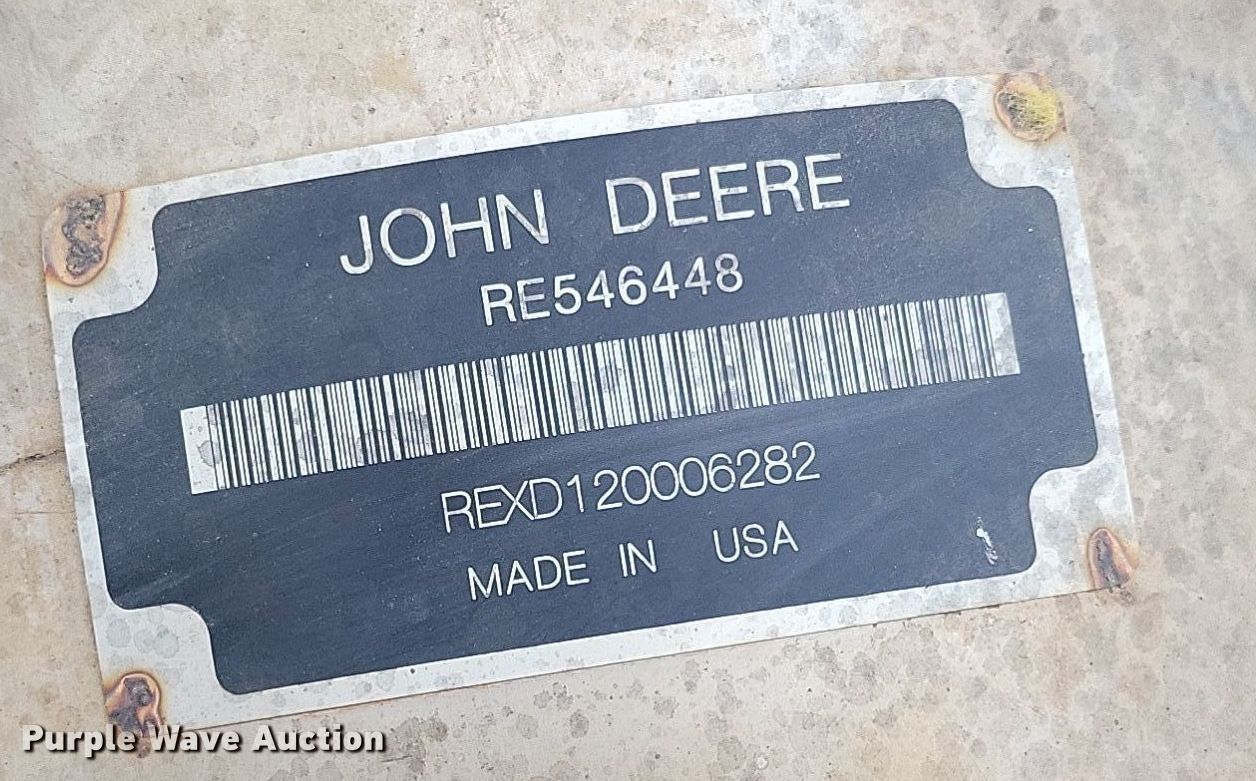 JOHN DEERE
RE546448
REXD120006282
MADE IN USA
Purple Wave Auction